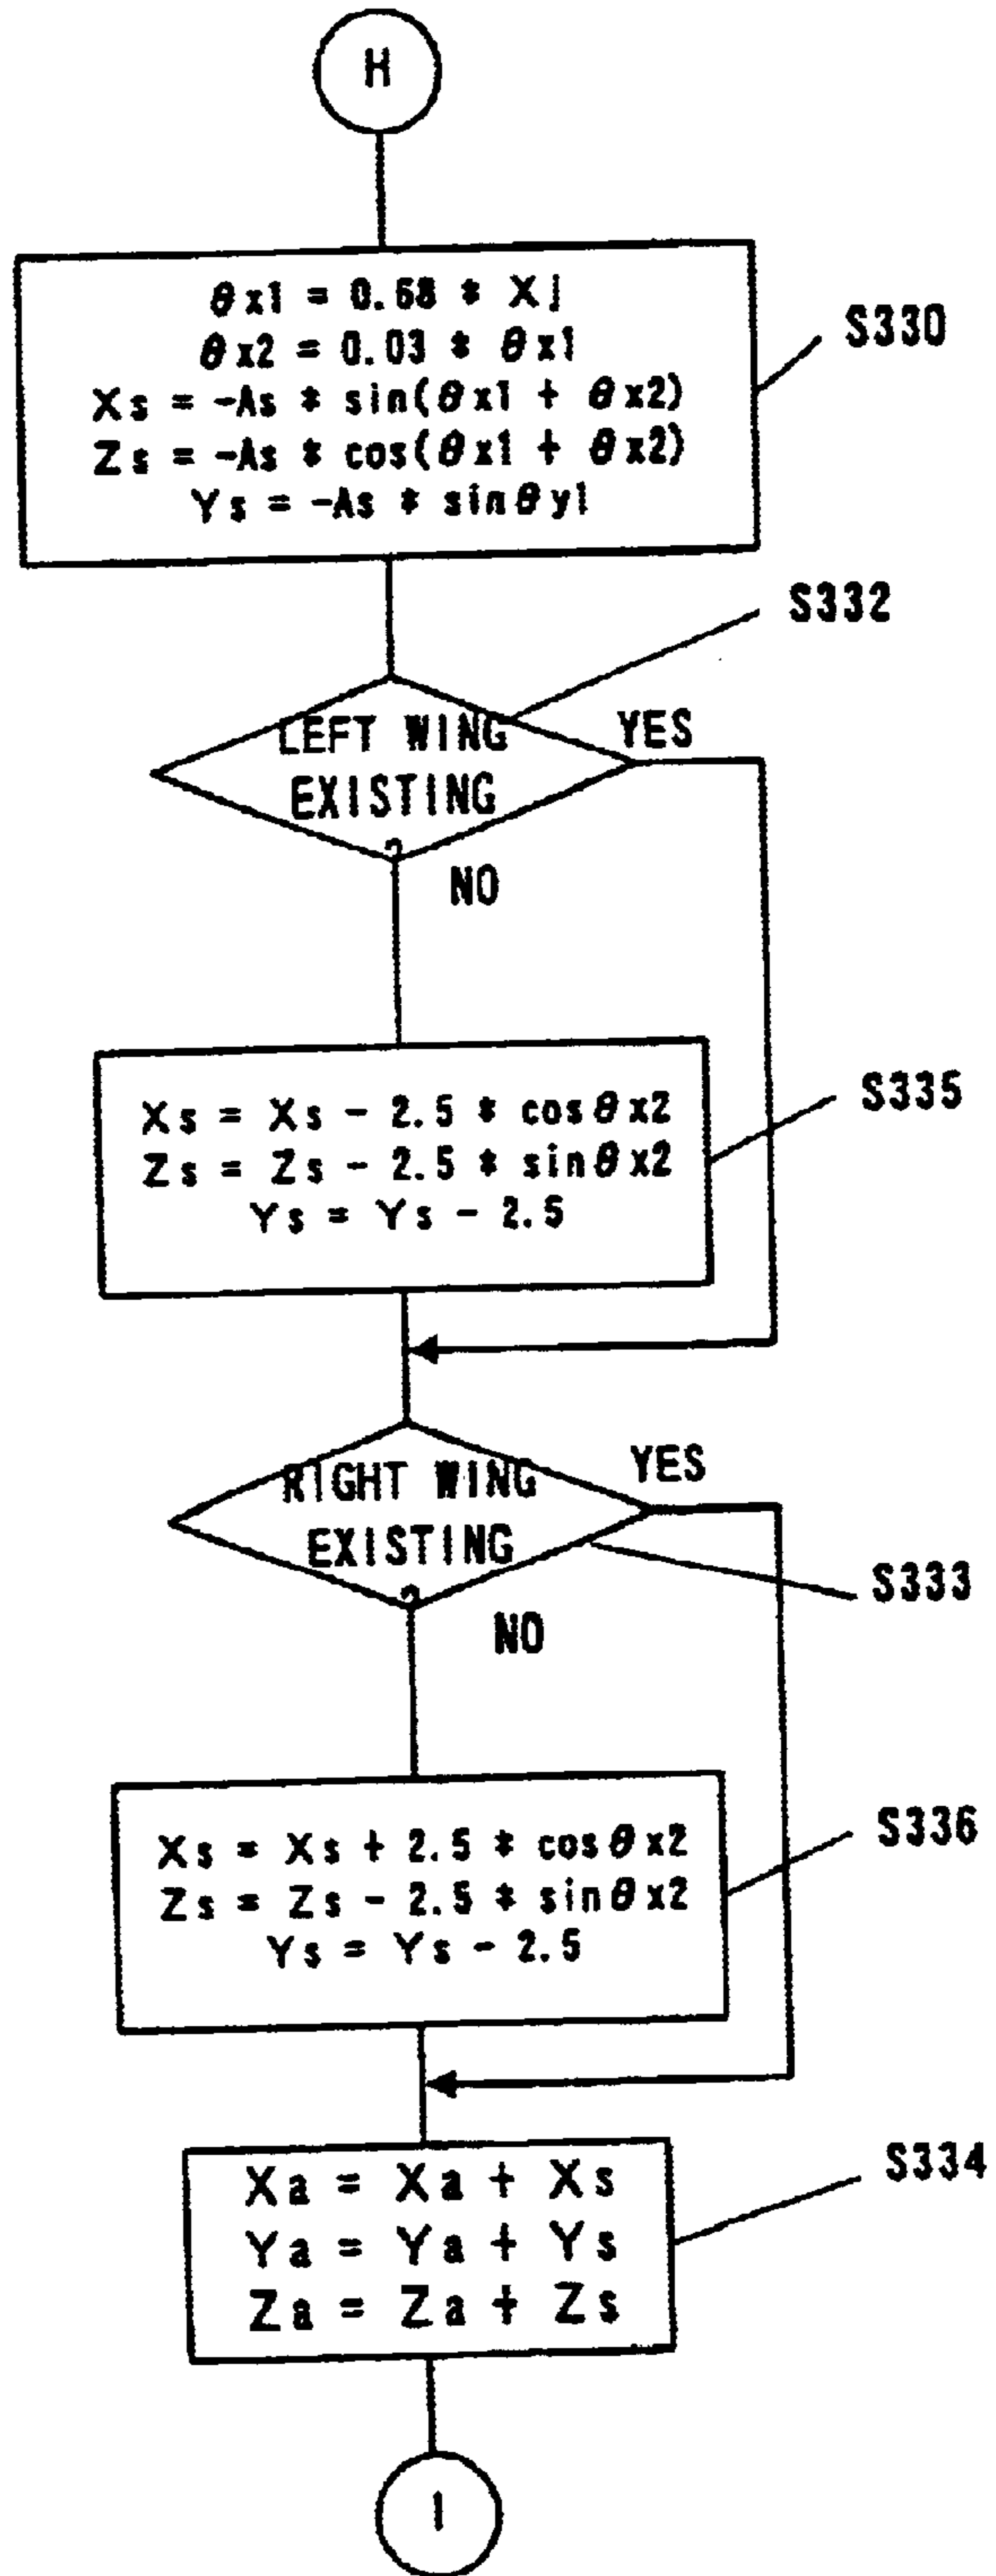 H
θx1 = 0.68 * Xj
θx2 = 0.03 * θx1
Xs = -As * sin(θx1 + θx2)
Zs = -As * cos(θx1 + θx2)
Ys = -As * sinθy1
S330
S332
LEFT WING
EXISTING
?
YES
NO
Xs = Xs - 2.5 * cosθx2
Zs = Zs - 2.5 * sinθx2
Ys = Ys - 2.5
S335
RIGHT WING
EXISTING
?
YES
S333
NO
Xs = Xs + 2.5 * cosθx2
Zs = Zs - 2.5 * sinθx2
Ys = Ys - 2.5
S336
Xa = Xa + Xs
Ya = Ya + Ys
Za = Za + Zs
S334
I